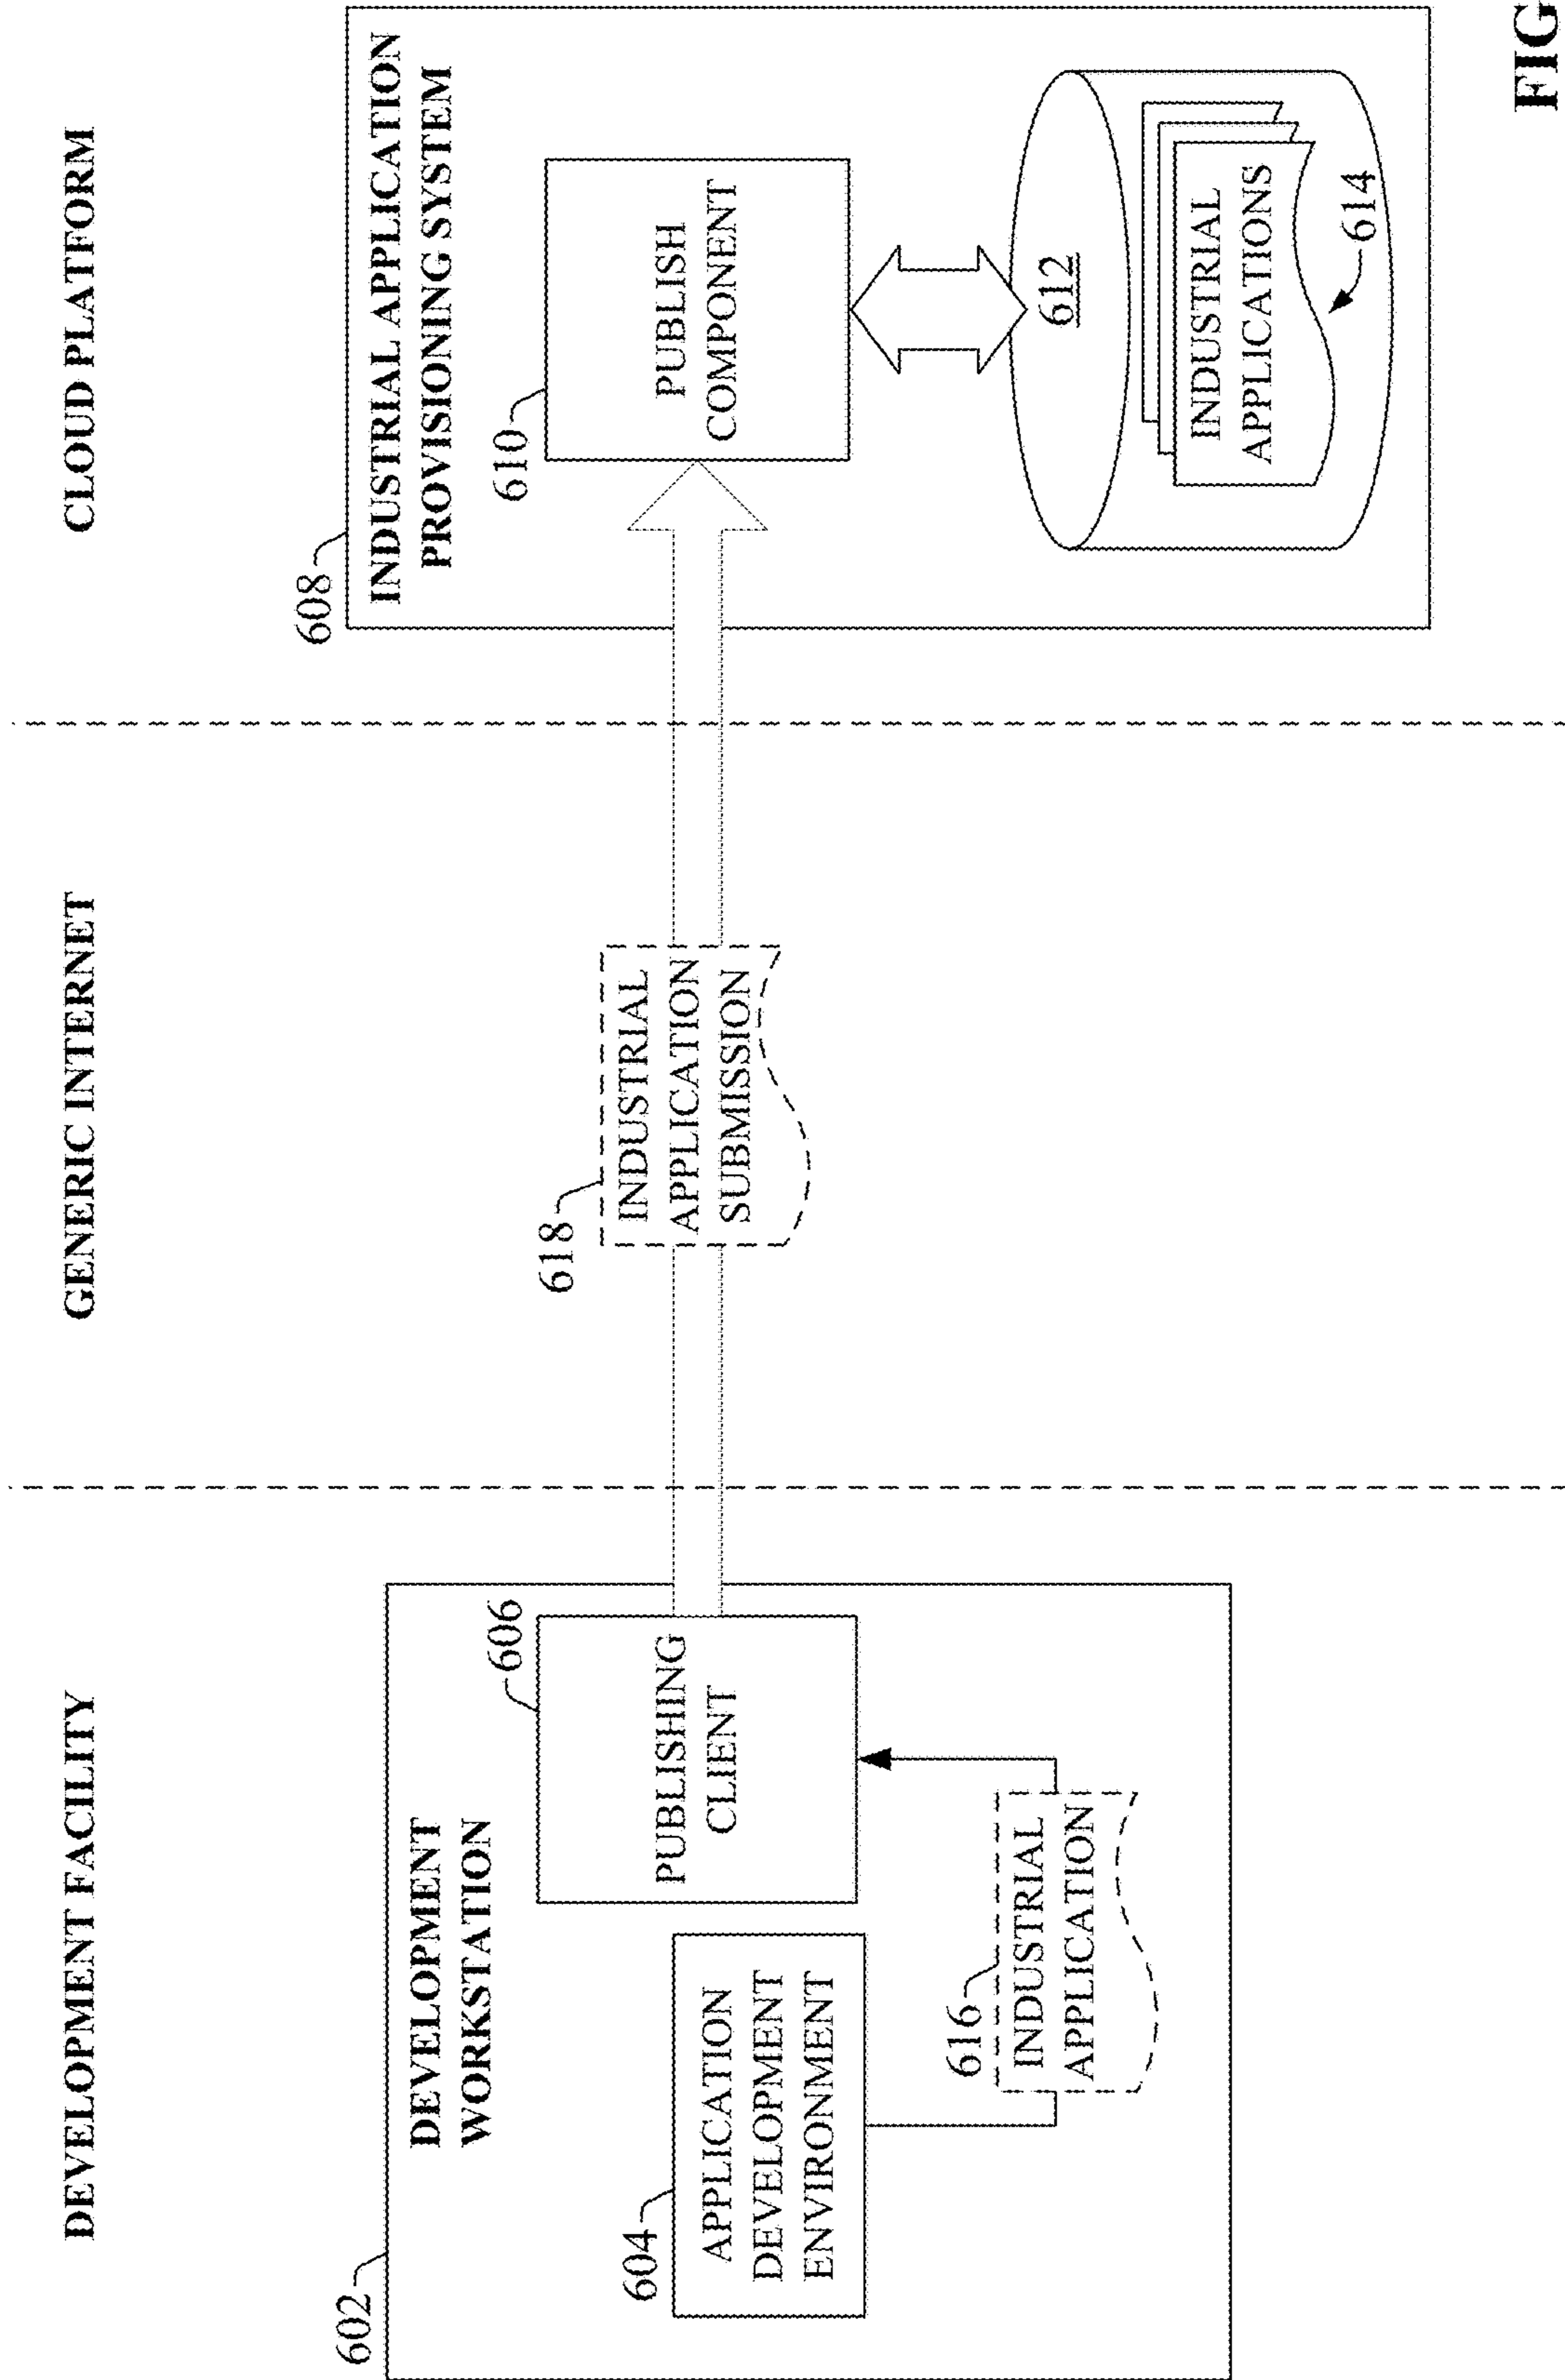 DEVELOPMENT FACILITY
GENERIC INTERNET
CLOUD PLATFORM
602
DEVELOPMENT
WORKSTATION
604
APPLICATION
DEVELOPMENT
ENVIRONMENT
606
PUBLISHING
CLIENT
616
INDUSTRIAL
APPLICATION
618
INDUSTRIAL
APPLICATION
SUBMISSION
608
INDUSTRIAL APPLICATION
PROVISIONING SYSTEM
610
PUBLISH
COMPONENT
612
INDUSTRIAL
APPLICATIONS
614
FIG